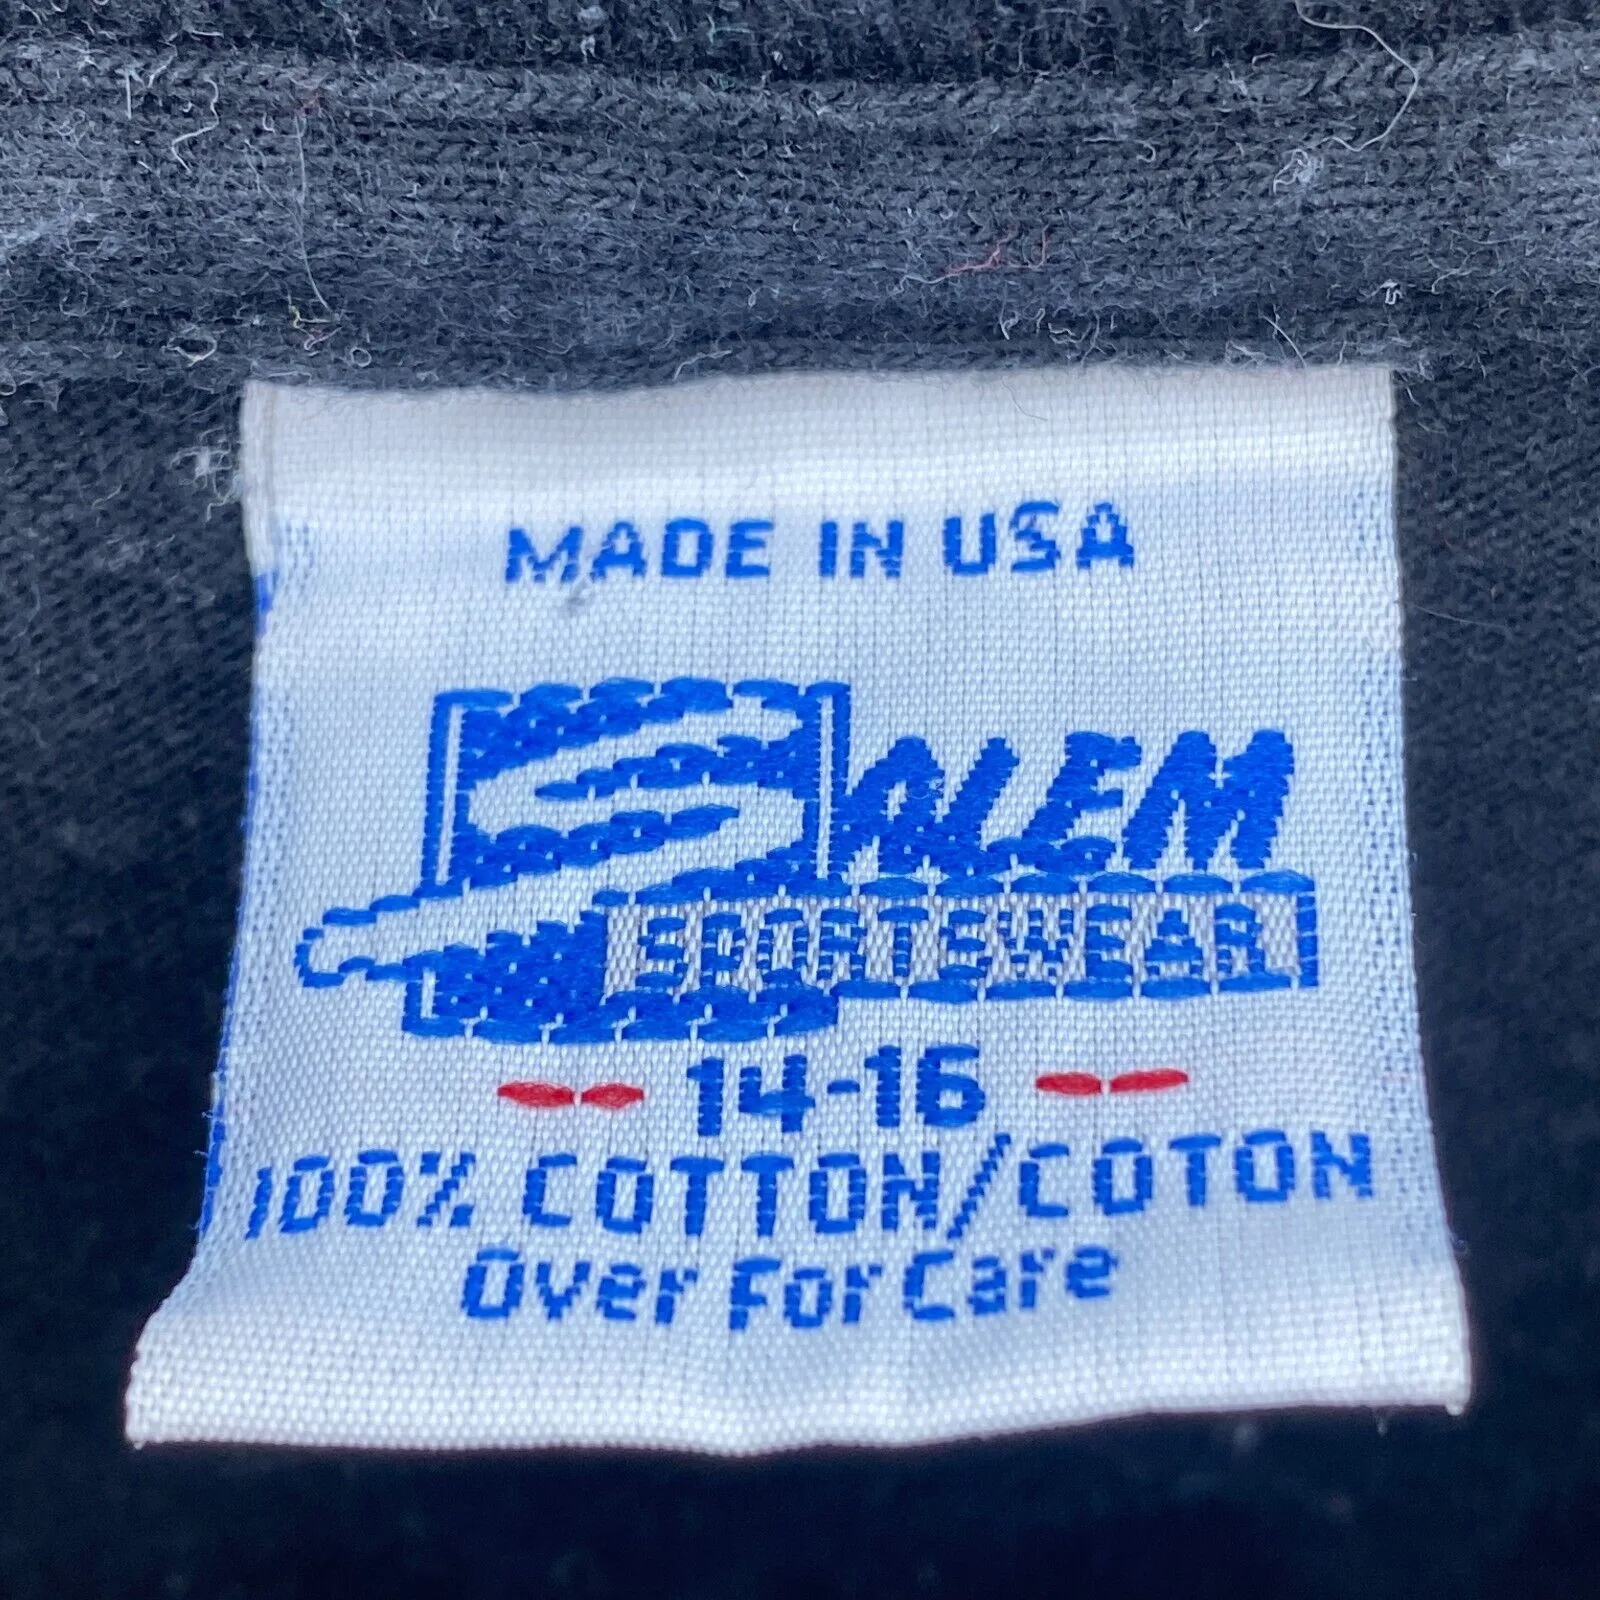 MADE IN USA
SALEM
SPORTSWEAR
14-16
100% COTTON/COTON
Over For Care